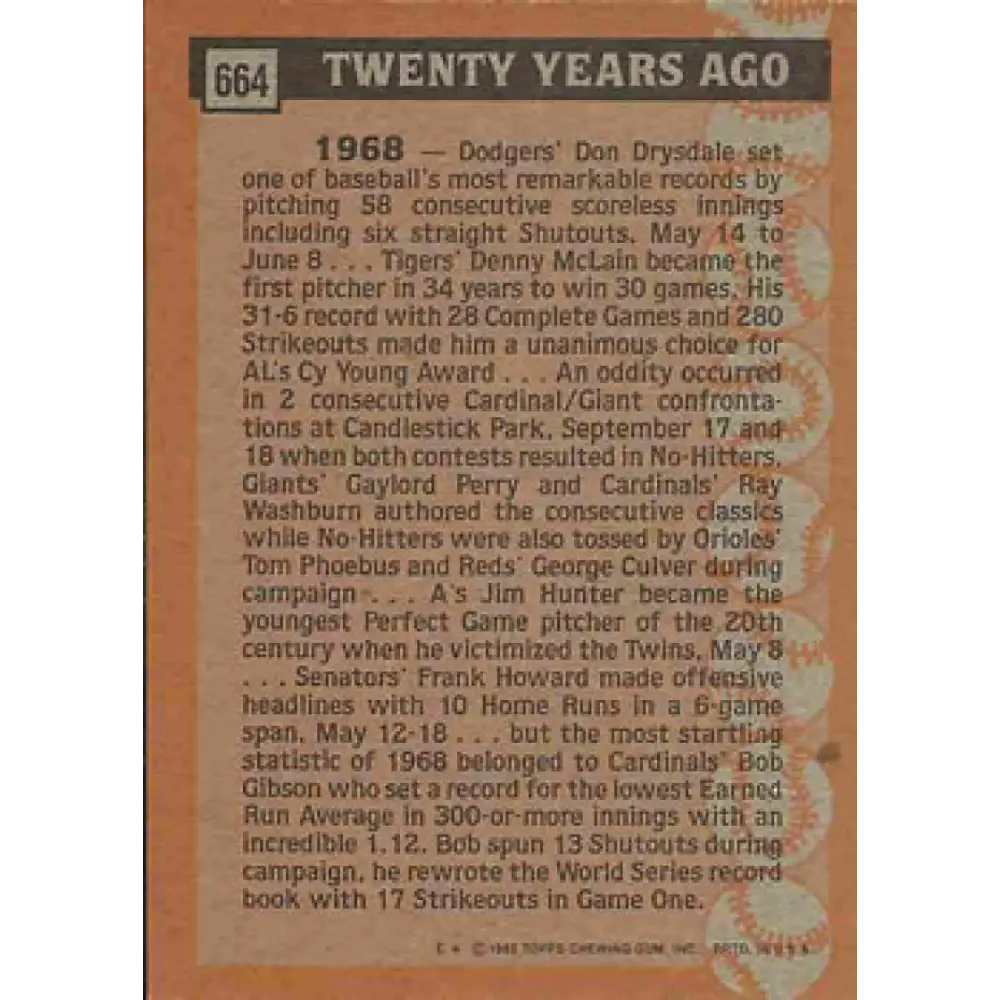 664
TWENTY YEARS AGO
1968 — Dodgers' Don Drysdale set
one of baseball's most remarkable records by
pitching 58 consecutive scoreless innings
including six straight Shutouts, May 14 to
June 8 . . . Tigers' Denny McLain became the
first pitcher in 34 years to win 30 games. His
31-6 record with 28 Complete Games and 280
Strikeouts made him a unanimous choice for
AL's Cy Young Award . . . An oddity occurred
in 2 consecutive Cardinal/Giant confronta-
tions at Candlestick Park, September 17 and
18 when both contests resulted in No-Hitters.
Giants' Gaylord Perry and Cardinals' Ray
Washburn authored the consecutive classics
while No-Hitters were also tossed by Orioles'
Tom Phoebus and Reds' George Culver during
campaign . . . A's Jim Hunter became the
youngest Perfect Game pitcher of the 20th
century when he victimized the Twins, May 8
. . . Senators' Frank Howard made offensive
headlines with 10 Home Runs in a 6-game
span, May 12-18 . . . but the most startling
statistic of 1968 belonged to Cardinals' Bob
Gibson who set a record for the lowest Earned
Run Average in 300-or-more innings with an
incredible 1.12. Bob spun 13 Shutouts during
campaign, he rewrote the World Series record
book with 17 Strikeouts in Game One.
© TOPPS CHEWING GUM, INC. PRTD. IN U.S.A.